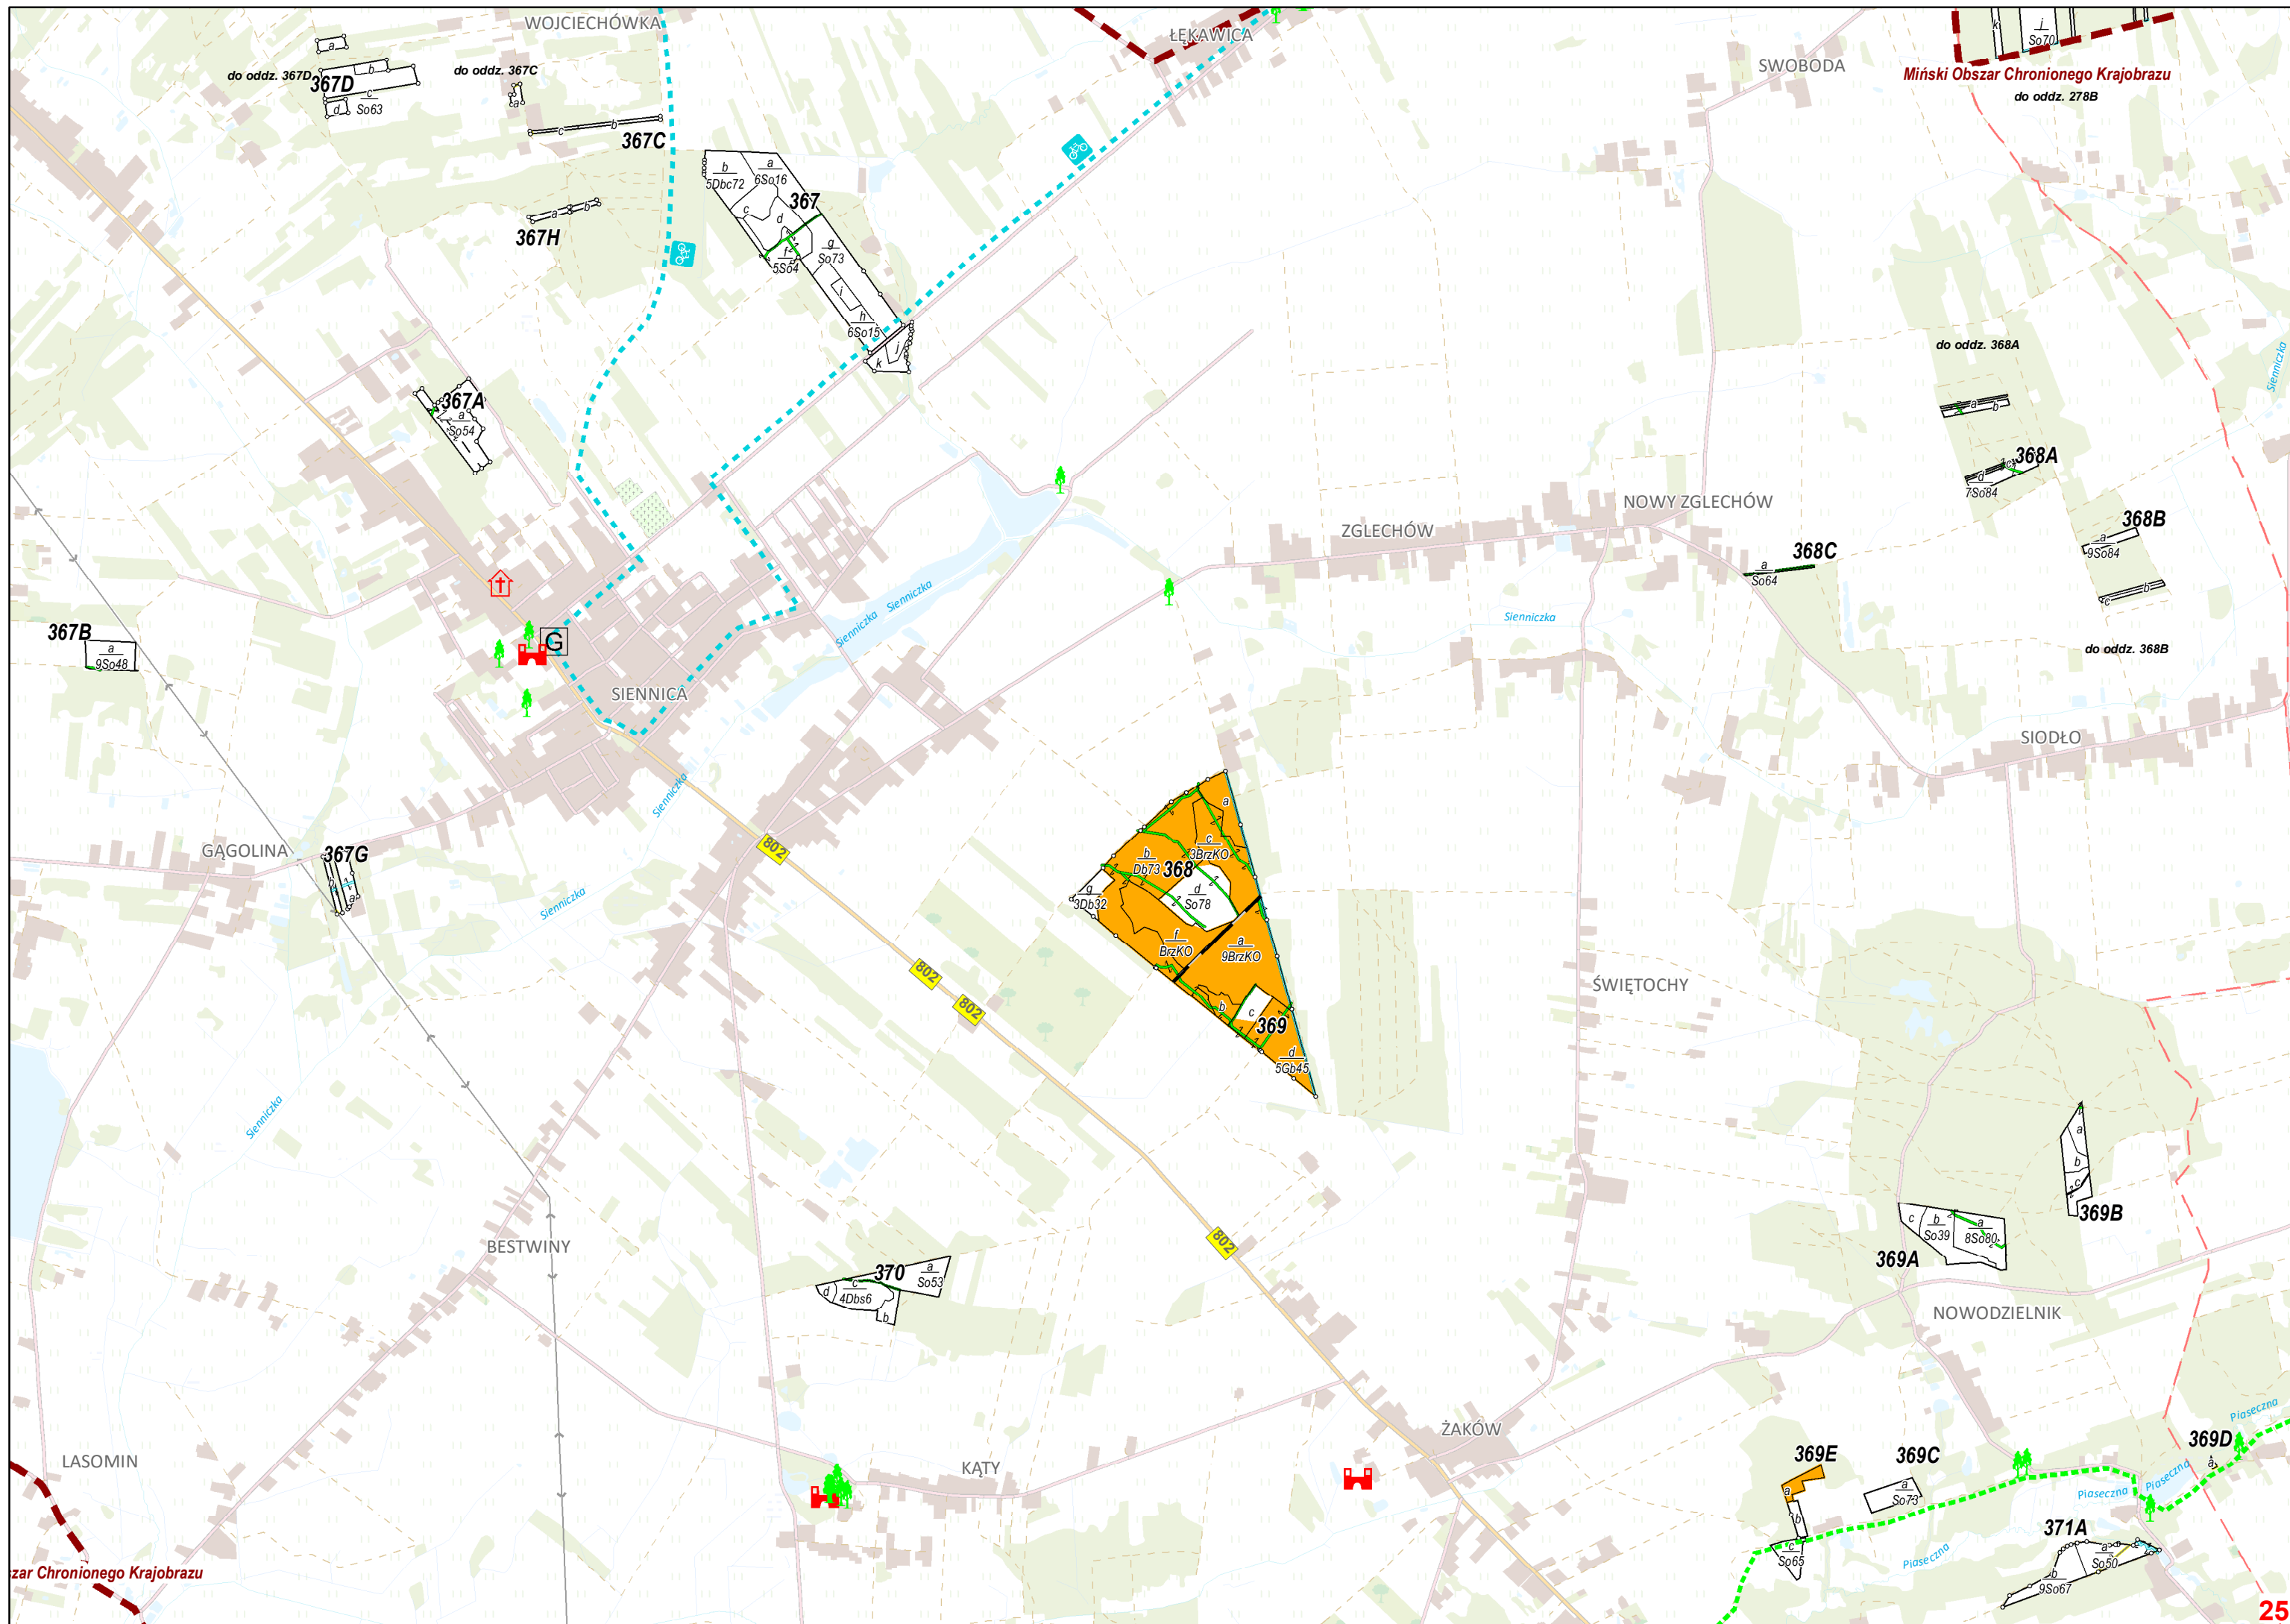 WOJCIECHÓWKA
ŁĘKAWICA
SWOBODA
k
i
So70
Miński Obszar Chronionego Krajobrazu
do oddz. 278B
a
do oddz. 367D
b
367D
c
So63
d
do oddz. 367C
a
c
b
367C
a
b
367H
b
5Dbc72
a
6So16
367
c
d
g
So73
f
5So4
i
h
6So15
j
k
367A
a
So54
do oddz. 368A
a
b
368A
c
d
7So84
368B
a
9So84
b
c
do oddz. 368B
Sienniczka
NOWY ZGLECHÓW
ZGLECHÓW
368C
a
So64
Sienniczka
Sienniczka
Sienniczka
367B
a
9So48
G
SIENNICA
Sienniczka
SIODŁO
802
GĄGOLINA
367G
a
Sienniczka
a
c
3BrzKO
b
Db73
368
d
So78
g
3Db32
f
BrzKO
a
9BrzKO
b
c
369
d
5Gb45
802
802
ŚWIĘTOCHY
Sienniczka
a
b
c
369B
c
b
So39
a
8So80
369A
802
BESTWINY
370
a
So53
c
4Dbs6
d
b
NOWODZIELNIK
ŻAKÓW
LASOMIN
KĄTY
369E
a
b
c
So65
369C
a
So73
369D
a
Piaseczna
Piaseczna
Piaseczna
Piaseczna
371A
a
So50
b
9So67
zar Chronionego Krajobrazu
25